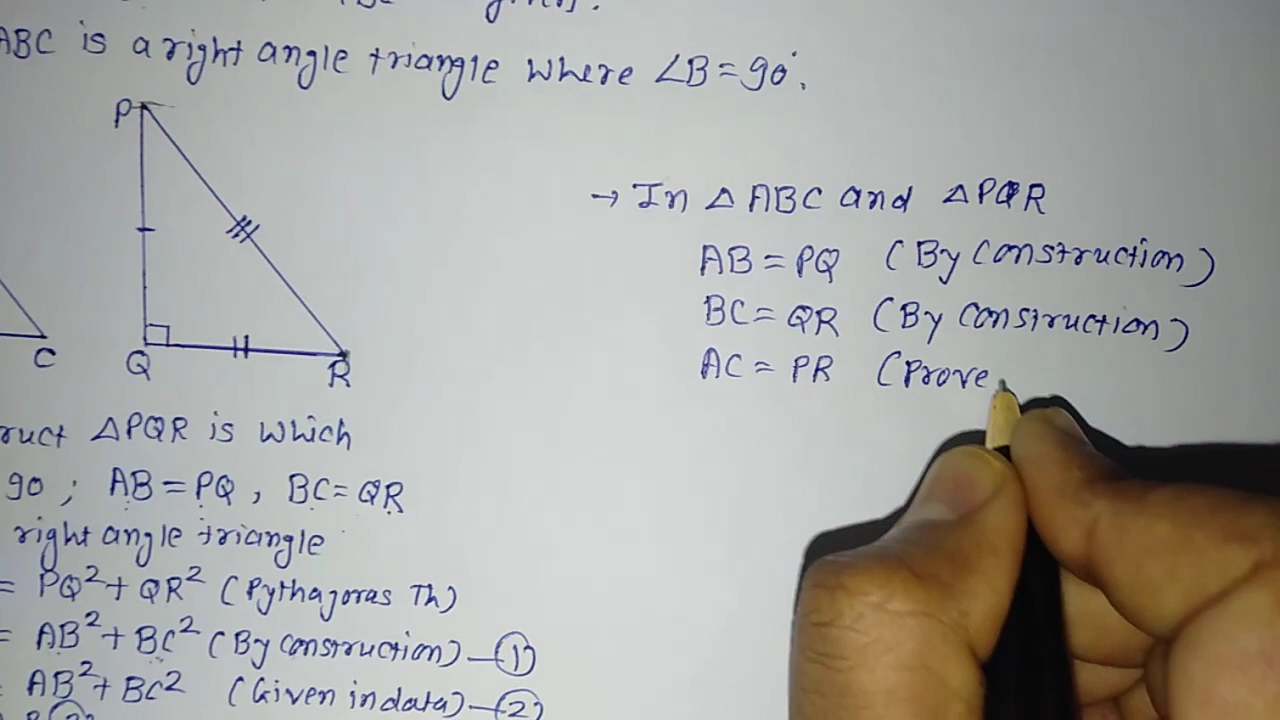 ABC is a right angle triangle where ∠B = 90°.
P
Q
R
C
ruct △PQR is which
90 ; AB = PQ , BC = QR
right angle triangle
= PQ² + QR² (Pythagoras Th)
= AB² + BC² (By construction) — ①
= AB² + BC² (Given in data) — ②
→ In △ ABC and △PQR
AB = PQ (By construction)
BC = QR (By construction)
AC = PR (Prove